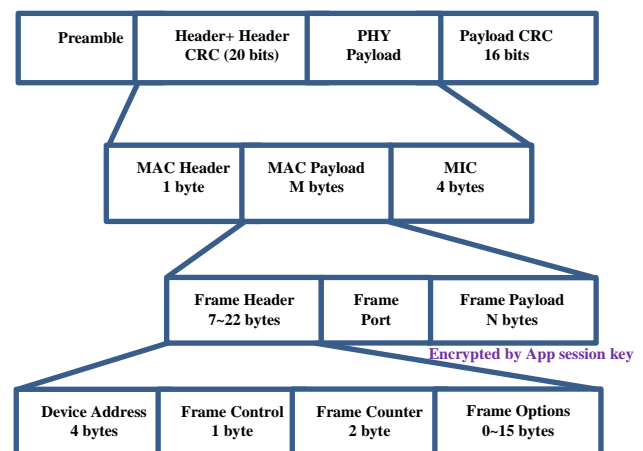 Preamble
Header+ Header
CRC (20 bits)
PHY
Payload
Payload CRC
16 bits
MAC Header
1 byte
MAC Payload
M bytes
MIC
4 bytes
Frame Header
7~22 bytes
Frame
Port
Frame Payload
N bytes
Encrypted by App session key
Device Address
4 bytes
Frame Control
1 byte
Frame Counter
2 byte
Frame Options
0~15 bytes